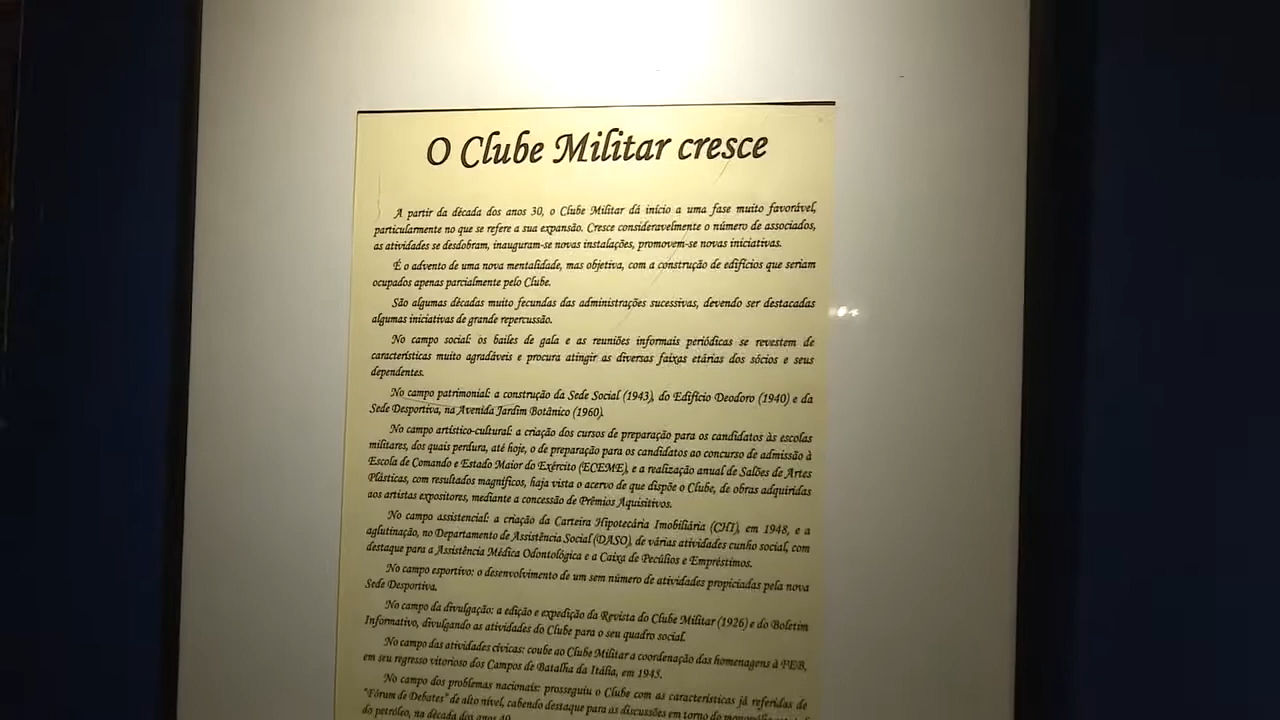 O Clube Militar cresce
A partir da década dos anos 30, o Clube Militar dá início a uma fase muito favorável,
particularmente no que se refere a sua expansão. Cresce consideravelmente o número de associados,
as atividades se desdobram, inauguram-se novas instalações, promovem-se novas iniciativas.
É o advento de uma nova mentalidade, mas objetiva, com a construção de edifícios que seriam
ocupados apenas parcialmente pelo Clube.
São algumas décadas muito fecundas das administrações sucessivas, devendo ser destacadas
algumas iniciativas de grande repercussão.
No campo social: os bailes de gala e as reuniões informais periódicas se revestem de
características muito agradáveis e procura atingir as diversas faixas etárias dos sócios e seus
dependentes.
No campo patrimonial: a construção da Sede Social (1943), do Edifício Deodoro (1940) e da
Sede Desportiva, na Avenida Jardim Botânico (1960).
No campo artístico-cultural: a criação dos cursos de preparação para os candidatos às escolas
militares, dos quais perdura, até hoje, o de preparação para os candidatos ao concurso de admissão à
Escola de Comando e Estado Maior do Exército (ECEME), e a realização anual de Salões de Artes
Plásticas, com resultados magníficos, haja vista o acervo de que dispõe o Clube, de obras adquiridas
aos artistas expositores, mediante a concessão de Prêmios Aquisitivos.
No campo assistencial: a criação da Carteira Hipotecária Imobiliária (CHI), em 1948, e a
aglutinação, no Departamento de Assistência Social (DASO), de várias atividades cunho social, com
destaque para a Assistência Médica Odontológica e a Caixa de Pecúlios e Empréstimos.
No campo esportivo: o desenvolvimento de um sem número de atividades propiciadas pela nova
Sede Desportiva.
No campo da divulgação: a edição e expedição da Revista do Clube Militar (1926) e do Boletim
Informativo, divulgando as atividades do Clube para o seu quadro social.
No campo das atividades cívicas: coube ao Clube Militar a coordenação das homenagens à FEB,
em seu regresso vitorioso dos Campos de Batalha da Itália, em 1945.
No campo dos problemas nacionais: prosseguiu o Clube com as características já referidas de
"Fórum de Debates" de alto nível, cabendo destaque para as discussões em torno do
do petróleo, na década dos anos 40